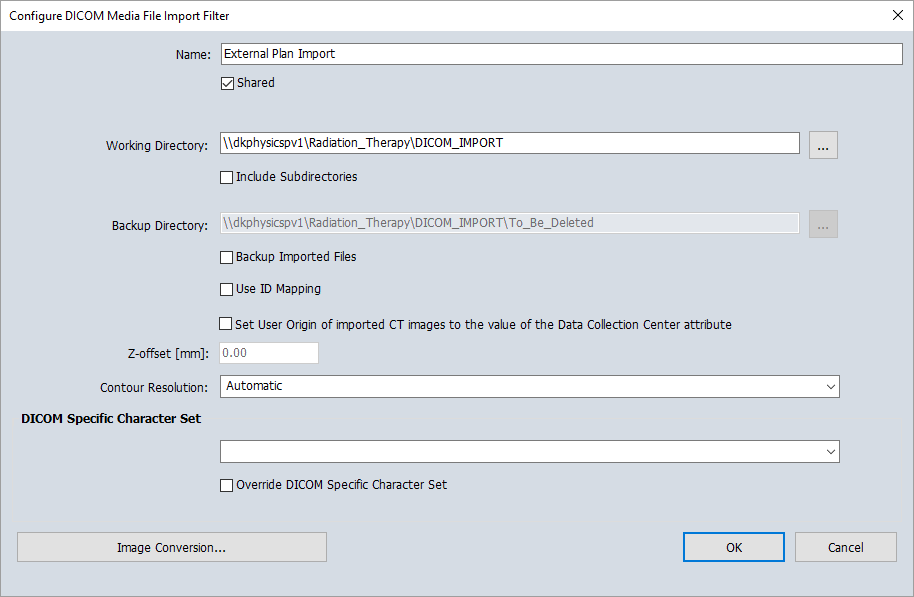 Configure DICOM Media File Import Filter
Name: External Plan Import
Shared
Working Directory: \\dkphysicspv1\Radiation_Therapy\DICOM_IMPORT ...
Include Subdirectories
Backup Directory: \\dkphysicspv1\Radiation_Therapy\DICOM_IMPORT\To_Be_Deleted ...
Backup Imported Files
Use ID Mapping
Set User Origin of imported CT images to the value of the Data Collection Center attribute
Z-offset [mm]: 0.00
Contour Resolution: Automatic
DICOM Specific Character Set
Override DICOM Specific Character Set
Image Conversion... OK Cancel